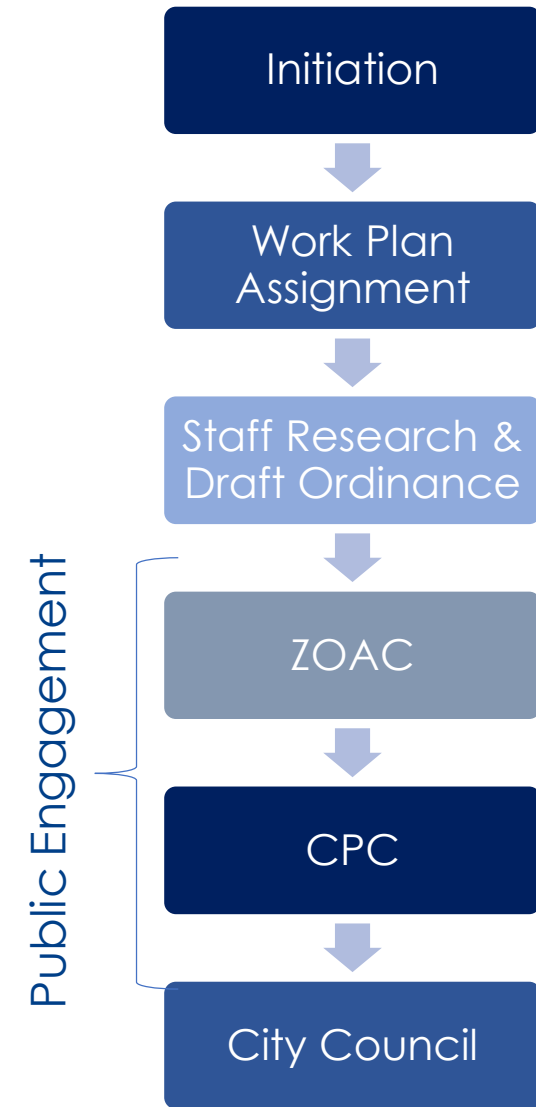 Initiation
Work Plan
Assignment
Staff Research &
Draft Ordinance
Public Engagement
ZOAC
CPC
City Council